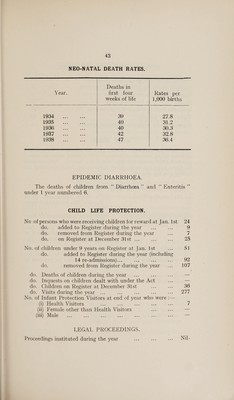 43
NEO-NATAL DEATH RATES.
Year. Deaths in first four weeks of life Rates per 1,000 births
1934 ... ... 39 27.8
1935 ... ... 40 31.2
1936 ... ... 40 30.3
1937 ... ... 42 32.8
1938 ... ... 47 36.4
EPIDEMIC DIARRHOEA.
The deaths of children from “ Diarrhoea ” and “ Enteritis ”
under 1 year numbered 6.
CHILD LIFE PROTECTION.
No. of persons who were receiving children for reward at Jan. 1st 24
do. added to Register during the year ... ... 9
do. removed from Register during the year ... 7
do. on Register at December 31st ... ... ... 25
No. of children under 9 years on Register at Jan. 1st ... 51
do. added to Register during the year (including
14 re-admissions)... ... ... ... 92
do. removed from Register during the year ... 107
do. Deaths of children during the year ... ... ... ...
do. Inquests on children dealt with under the Act ... ...
do. Children on Register at December 31st ... ... 36
do. Visits during the year ... ... ... ... ... 277
No. of Infant Protection Visitors at end of year who were :—
(i) Health Visitors ... ... ... ... ... 7
(ii) Female other than Health Visitors ... ... ...
(iii) Male ... ... ... ... ... ... ...
LEGAL PROCEEDINGS.
Proceedings instituted during the year ... ... ... Nil